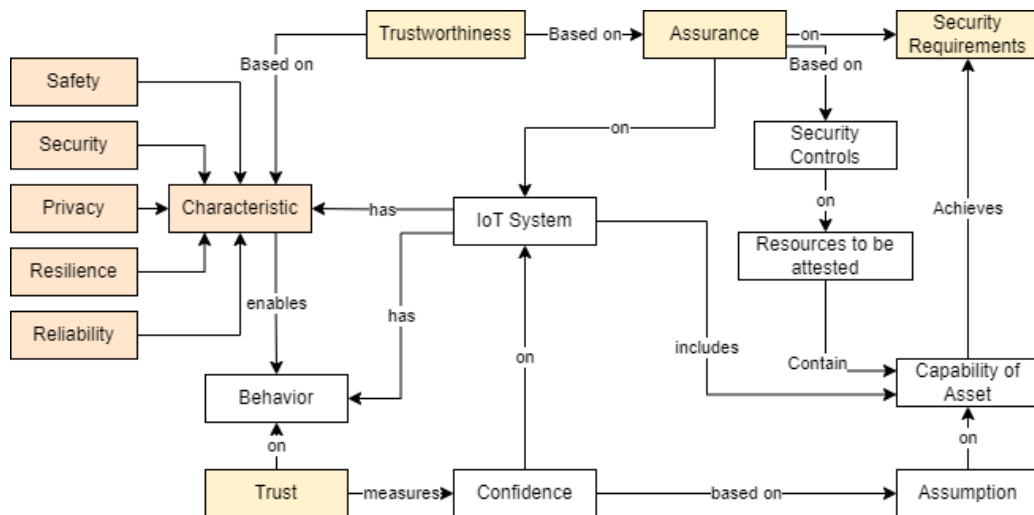 Trustworthiness
Based on
Assurance
on
Security
Requirements
Based on
Based on
Safety
Security
Privacy
Resilience
Reliability
Characteristic
has
IoT System
on
Security
Controls
on
Resources to be
attested
Achieves
enables
has
on
includes
Contain
Capability of
Asset
Behavior
on
on
Trust
measures
Confidence
based on
Assumption